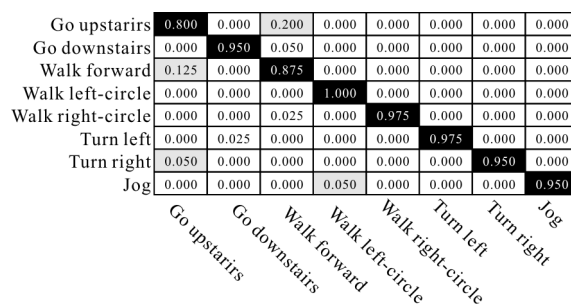 Go upstarirs 0.800 0.000 0.200 0.000 0.000 0.000 0.000 0.000
Go downstairs 0.000 0.950 0.050 0.000 0.000 0.000 0.000 0.000
Walk forward 0.125 0.000 0.875 0.000 0.000 0.000 0.000 0.000
Walk left-circle 0.000 0.000 0.000 1.000 0.000 0.000 0.000 0.000
Walk right-circle 0.000 0.000 0.025 0.000 0.975 0.000 0.000 0.000
Turn left 0.000 0.025 0.000 0.000 0.000 0.975 0.000 0.000
Turn right 0.050 0.000 0.000 0.000 0.000 0.000 0.950 0.000
Jog 0.000 0.000 0.000 0.050 0.000 0.000 0.000 0.950
Go upstarirs
Go downstairs
Walk forward
Walk left-circle
Walk right-circle
Turn left
Turn right
Jog